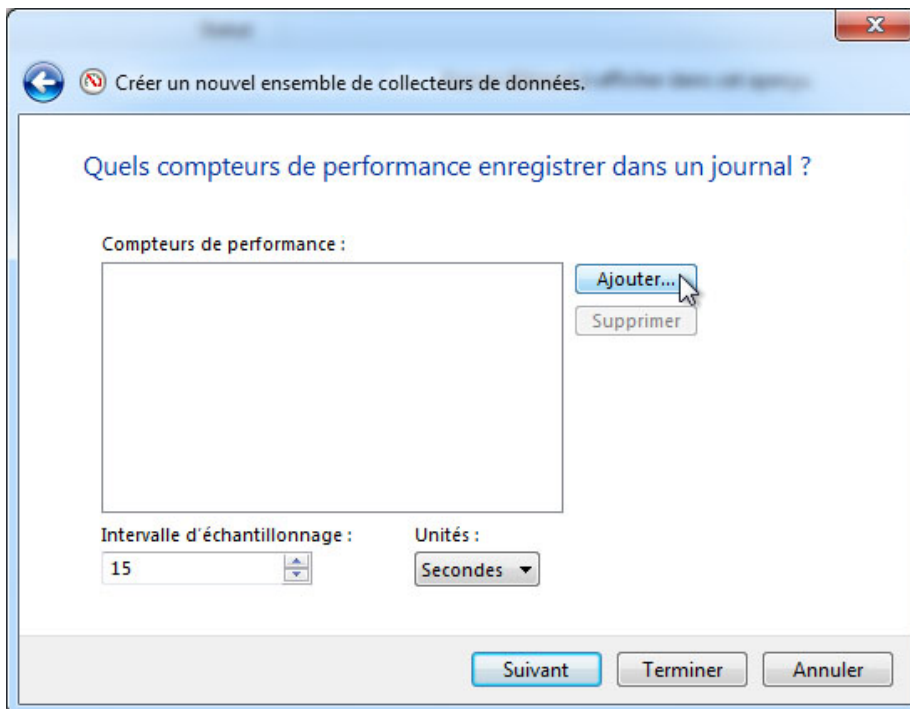 Créer un nouvel ensemble de collecteurs de données.
Quels compteurs de performance enregistrer dans un journal ?
Compteurs de performance :
Ajouter...
Supprimer
Intervalle d'échantillonnage :
Unités :
15
Secondes
Suivant
Terminer
Annuler